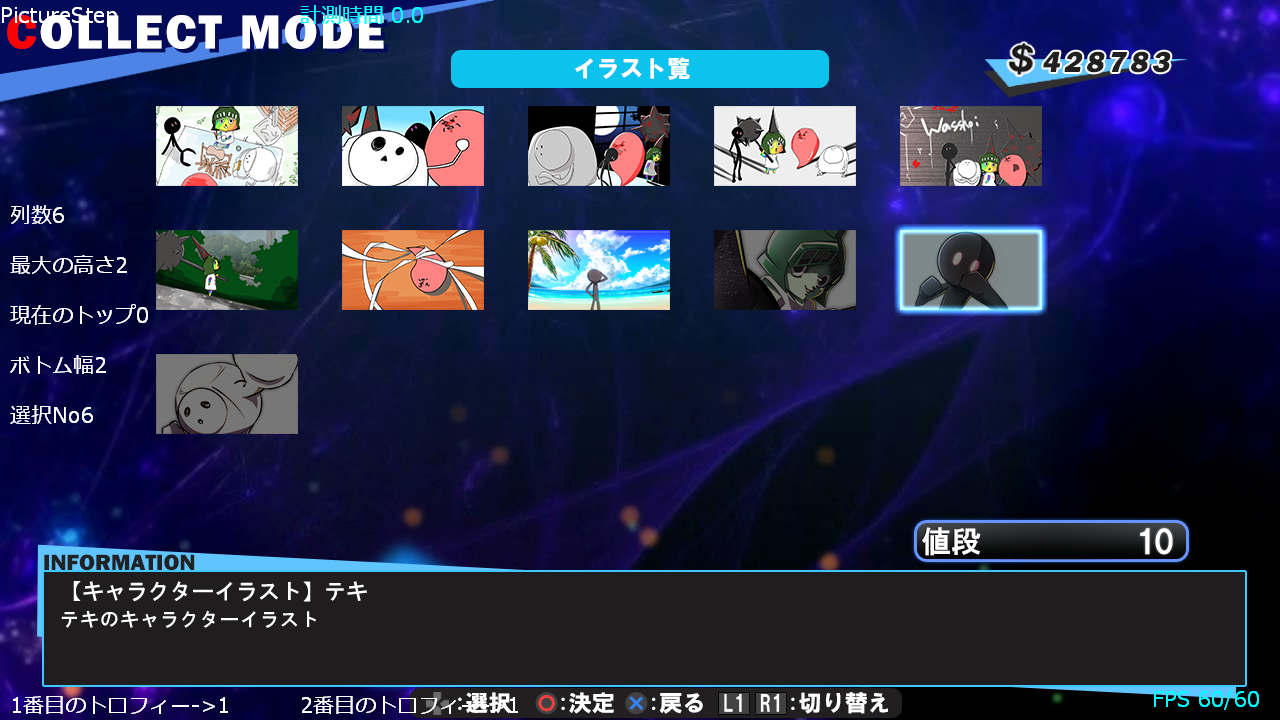 PictureStep
計測時間 0.0
COLLECT MODE
イラスト覧
$ 428783
Wasshoi
列数6
最大の高さ2
現在のトップ0
ボトム幅2
選択No6
値段 10
INFORMATION
【キャラクターイラスト】テキ
テキのキャラクターイラスト
1番目のトロフィー->1
2番目のトロフィー->1
:選択 :決定 :戻る L1 R1:切り替え
FPS 60/60